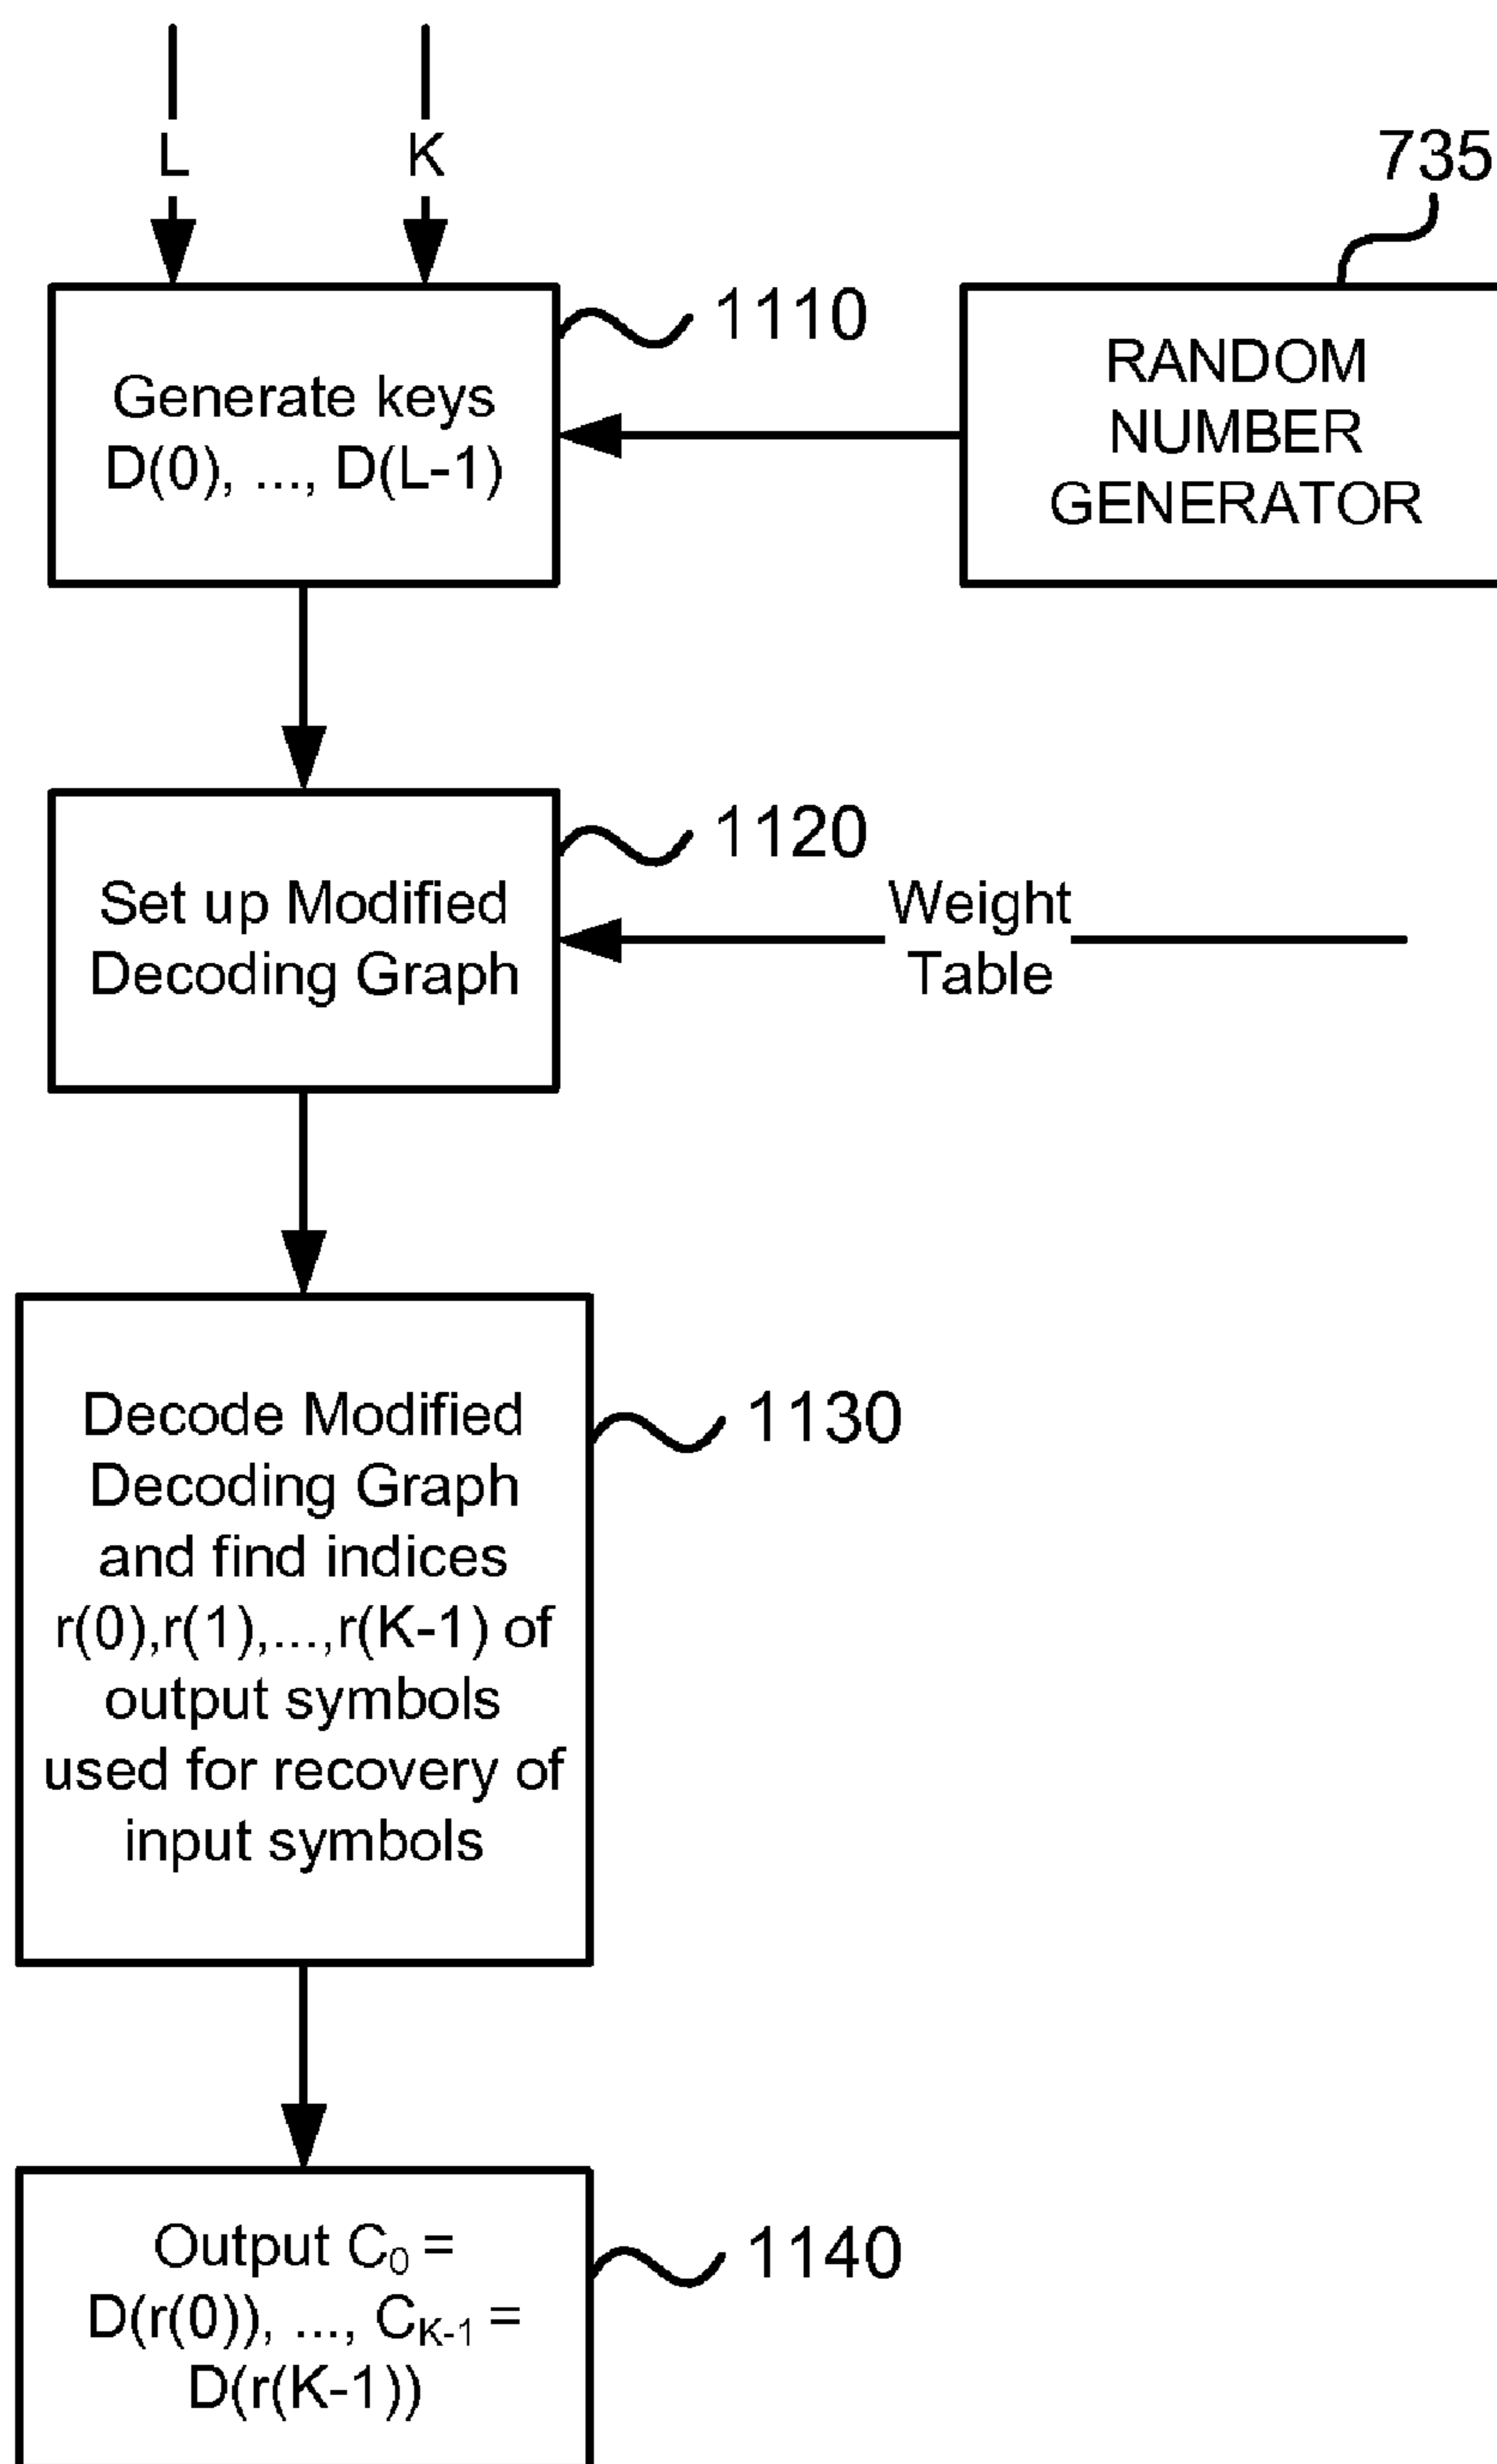 L
K
735
1110
Generate keys
D(0), ..., D(L-1)
RANDOM
NUMBER
GENERATOR
1120
Set up Modified
Decoding Graph
Weight
Table
1130
Decode Modified
Decoding Graph
and find indices
r(0),r(1),...,r(K-1) of
output symbols
used for recovery of
input symbols
1140
Output C₀ =
D(r(0)), ..., C_{K-1} =
D(r(K-1))